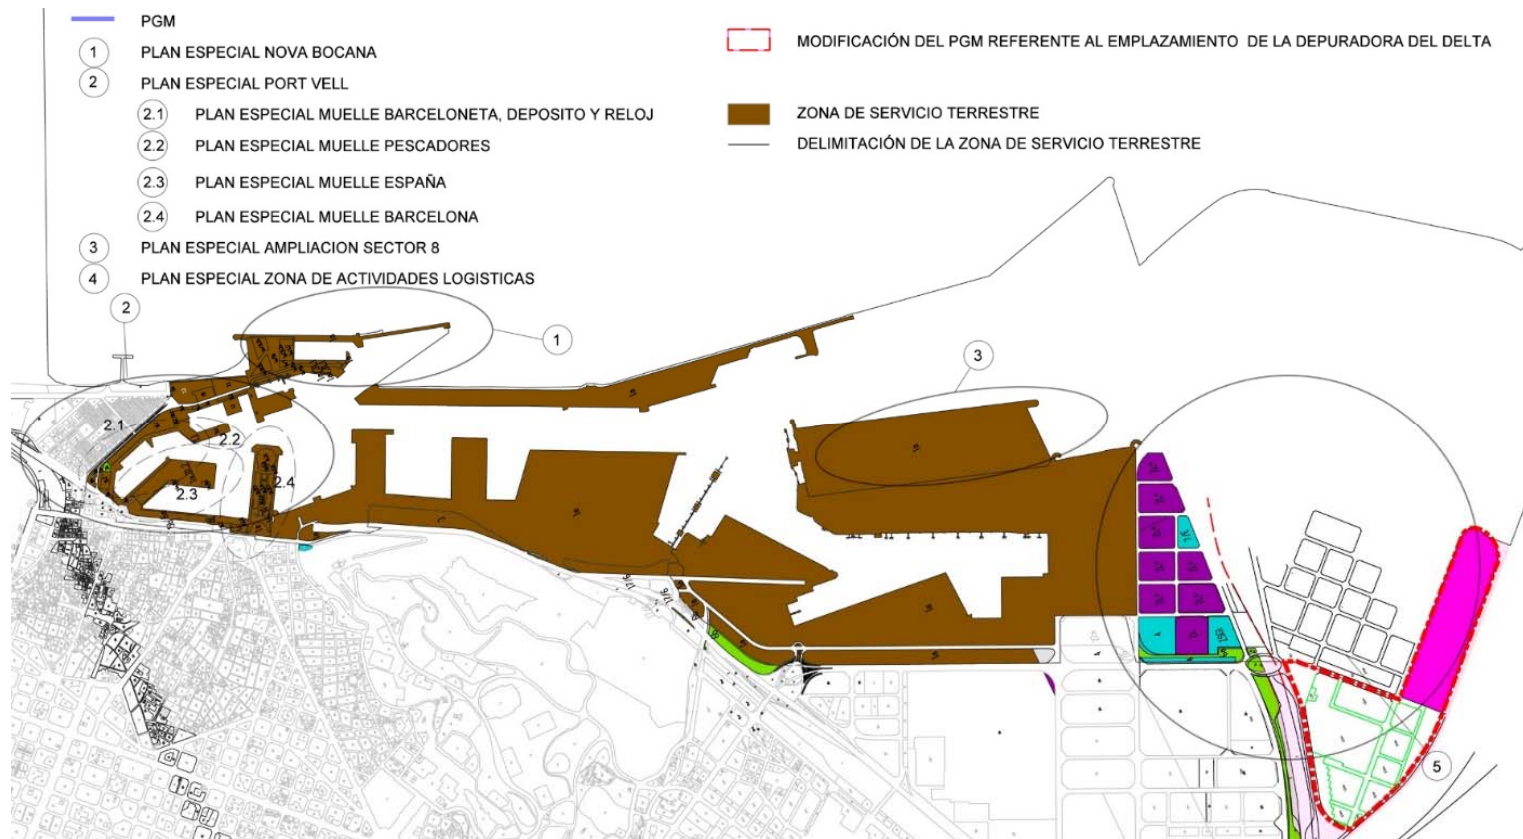 PGM
1 PLAN ESPECIAL NOVA BOCANA
2 PLAN ESPECIAL PORT VELL
2.1 PLAN ESPECIAL MUELLE BARCELONETA, DEPOSITO Y RELOJ
2.2 PLAN ESPECIAL MUELLE PESCADORES
2.3 PLAN ESPECIAL MUELLE ESPAÑA
2.4 PLAN ESPECIAL MUELLE BARCELONA
3 PLAN ESPECIAL AMPLIACION SECTOR 8
4 PLAN ESPECIAL ZONA DE ACTIVIDADES LOGISTICAS
MODIFICACIÓN DEL PGM REFERENTE AL EMPLAZAMIENTO DE LA DEPURADORA DEL DELTA
ZONA DE SERVICIO TERRESTRE
DELIMITACIÓN DE LA ZONA DE SERVICIO TERRESTRE
2
1
3
2.1
2.2
2.3
2.4
5